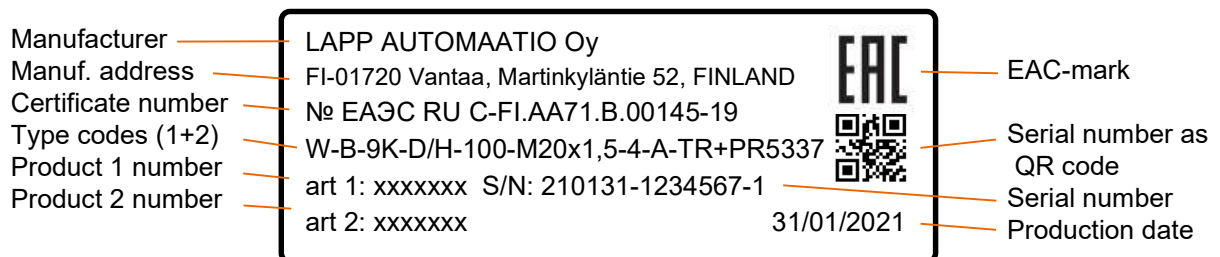 Manufacturer
Manuf. address
Certificate number
Type codes (1+2)
Product 1 number
Product 2 number
LAPP AUTOMAATIO Oy
FI-01720 Vantaa, Martinkyläntie 52, FINLAND
№ ЕАЭС RU C-FI.AA71.B.00145-19
W-B-9K-D/H-100-M20x1,5-4-A-TR+PR5337
art 1: xxxxxxx S/N: 210131-1234567-1
art 2: xxxxxxx 31/01/2021
EAC
EAC-mark
Serial number as
QR code
Serial number
Production date